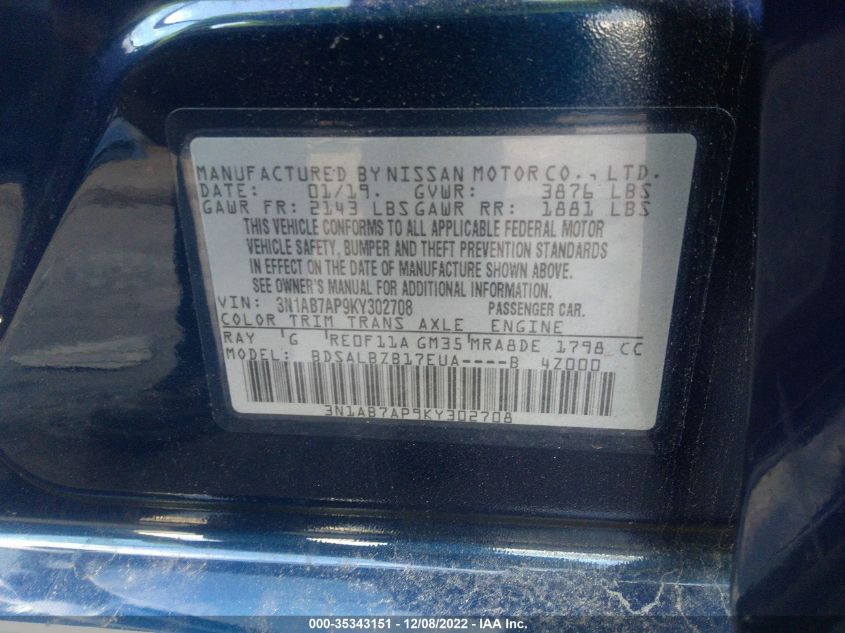 MANUFACTURED BY NISSAN MOTOR CO., LTD.
DATE: 01/19. GVWR: 3876 LBS
GAWR FR: 2143 LBS GAWR RR: 1881 LBS
THIS VEHICLE CONFORMS TO ALL APPLICABLE FEDERAL MOTOR
VEHICLE SAFETY, BUMPER AND THEFT PREVENTION STANDARDS
IN EFFECT ON THE DATE OF MANUFACTURE SHOWN ABOVE.
SEE OWNER'S MANUAL FOR ADDITIONAL INFORMATION.
VIN: 3N1AB7AP9KY302708 PASSENGER CAR.
COLOR TRIM TRANS AXLE ENGINE
RAY G RE0F11A GM35 MRA8DE 1798 CC
MODEL: BDSALBZB17EUA----B 4Z000
3N1AB7AP9KY302708
000-35343151 - 12/08/2022 - 1YU